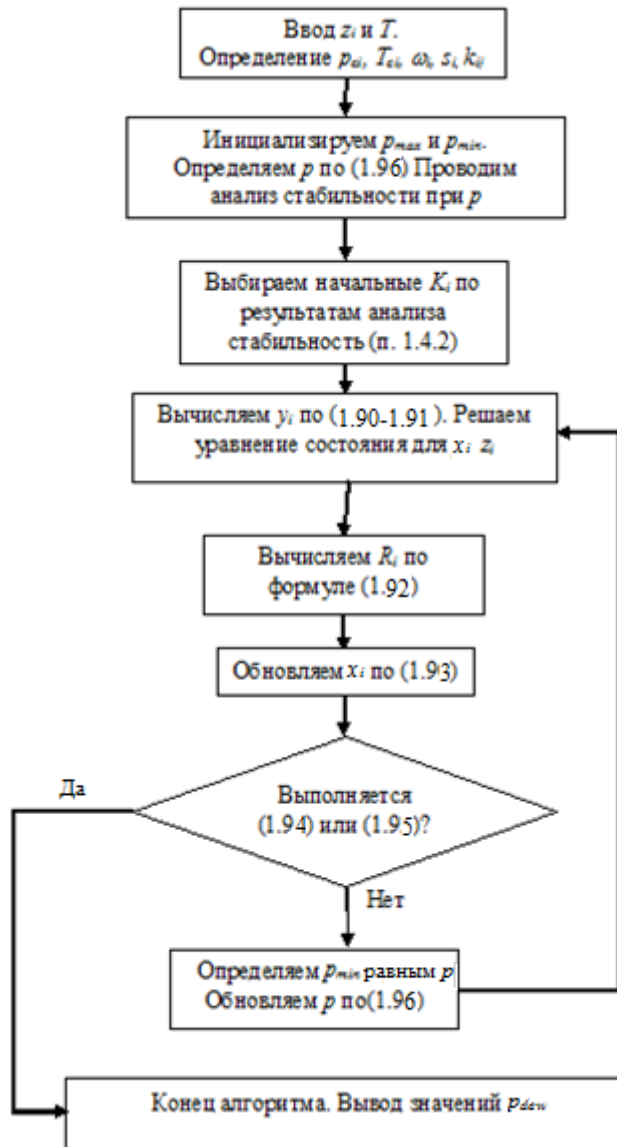 Ввод zi и T.
Определение pci, Tci, ωi, si, kij
Инициализируем pmax и pmin.
Определяем p по (1.96) Проводим
анализ стабильности при p
Выбираем начальные Ki по
результатам анализа
стабильность (п. 1.4.2)
Вычисляем yi по (1.90-1.91). Решаем
уравнение состояния для xi zi
Вычисляем Ri по
формуле (1.92)
Обновляем xi по (1.93)
Да
Выполняется
(1.94) или (1.95)?
Нет
Определяем pmin равным p
Обновляем p по(1.96)
Конец алгоритма. Вывод значений pdew